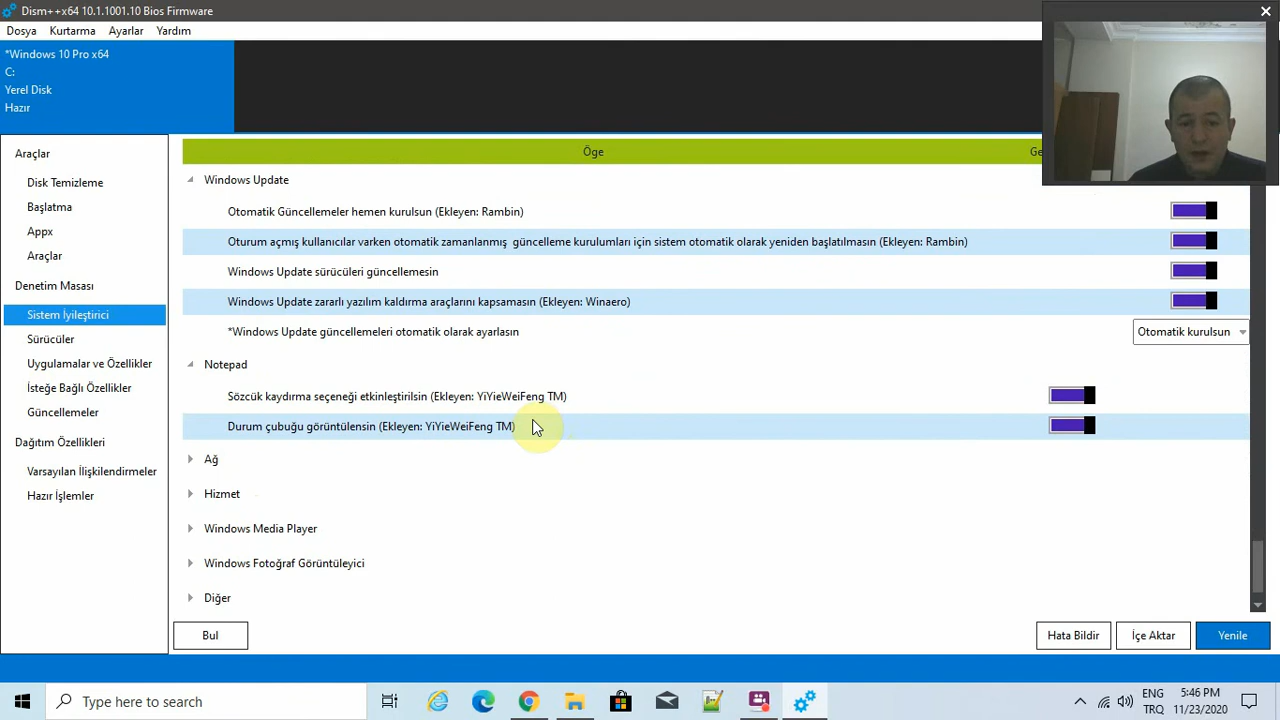 Dism++x64 10.1.1001.10 Bios Firmware
Dosya Kurtarma Ayarlar Yardım
*Windows 10 Pro x64
C:
Yerel Disk
Hazır
Araçlar
Disk Temizleme
Başlatma
Appx
Araçlar
Denetim Masası
Sistem İyileştirici
Sürücüler
Uygulamalar ve Özellikler
İsteğe Bağlı Özellikler
Güncellemeler
Dağıtım Özellikleri
Varsayılan İlişkilendirmeler
Hazır İşlemler
Öge
Windows Update
Otomatik Güncellemeler hemen kurulsun (Ekleyen: Rambin)
Oturum açmış kullanıcılar varken otomatik zamanlanmış güncelleme kurulumları için sistem otomatik olarak yeniden başlatılmasın (Ekleyen: Rambin)
Windows Update sürücüleri güncellemesin
Windows Update zararlı yazılım kaldırma araçlarını kapsamasın (Ekleyen: Winaero)
*Windows Update güncellemeleri otomatik olarak ayarlasın
Otomatik kurulsun
Notepad
Sözcük kaydırma seçeneği etkinleştirilsin (Ekleyen: YiYieWeiFeng TM)
Durum çubuğu görüntülensin (Ekleyen: YiYieWeiFeng TM)
Ağ
Hizmet
Windows Media Player
Windows Fotoğraf Görüntüleyici
Diğer
Bul
Hata Bildir
İçe Aktar
Yenile
Type here to search
ENG
TRQ
5:46 PM
11/23/2020